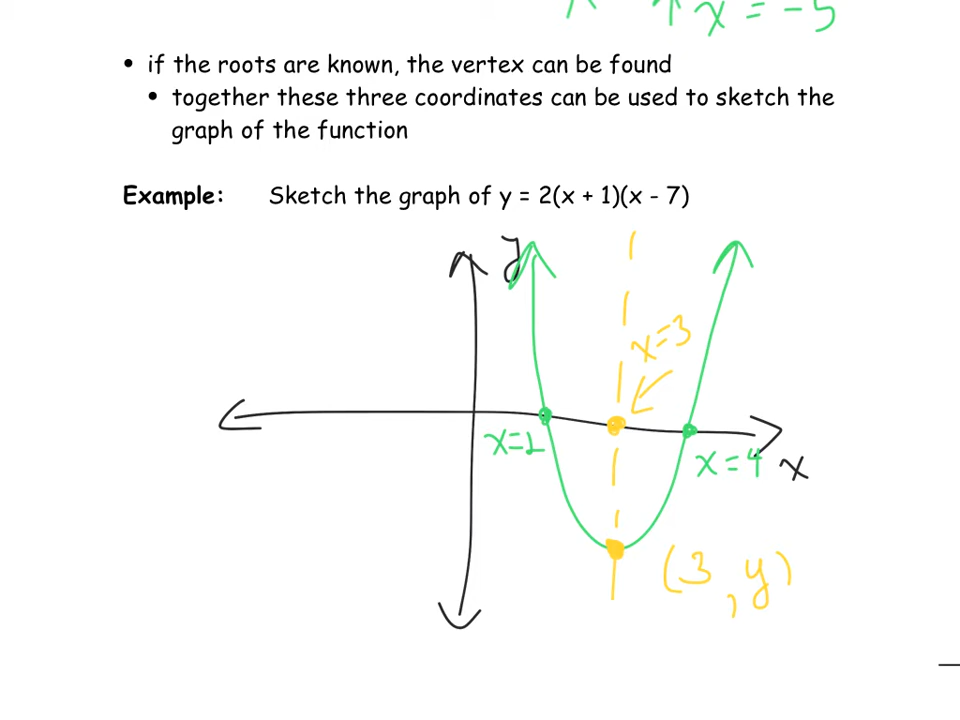 x = -5
• if the roots are known, the vertex can be found
• together these three coordinates can be used to sketch the
graph of the function
Example: Sketch the graph of y = 2(x + 1)(x - 7)
y
x=3
x=2
x=4
x
(3, y)